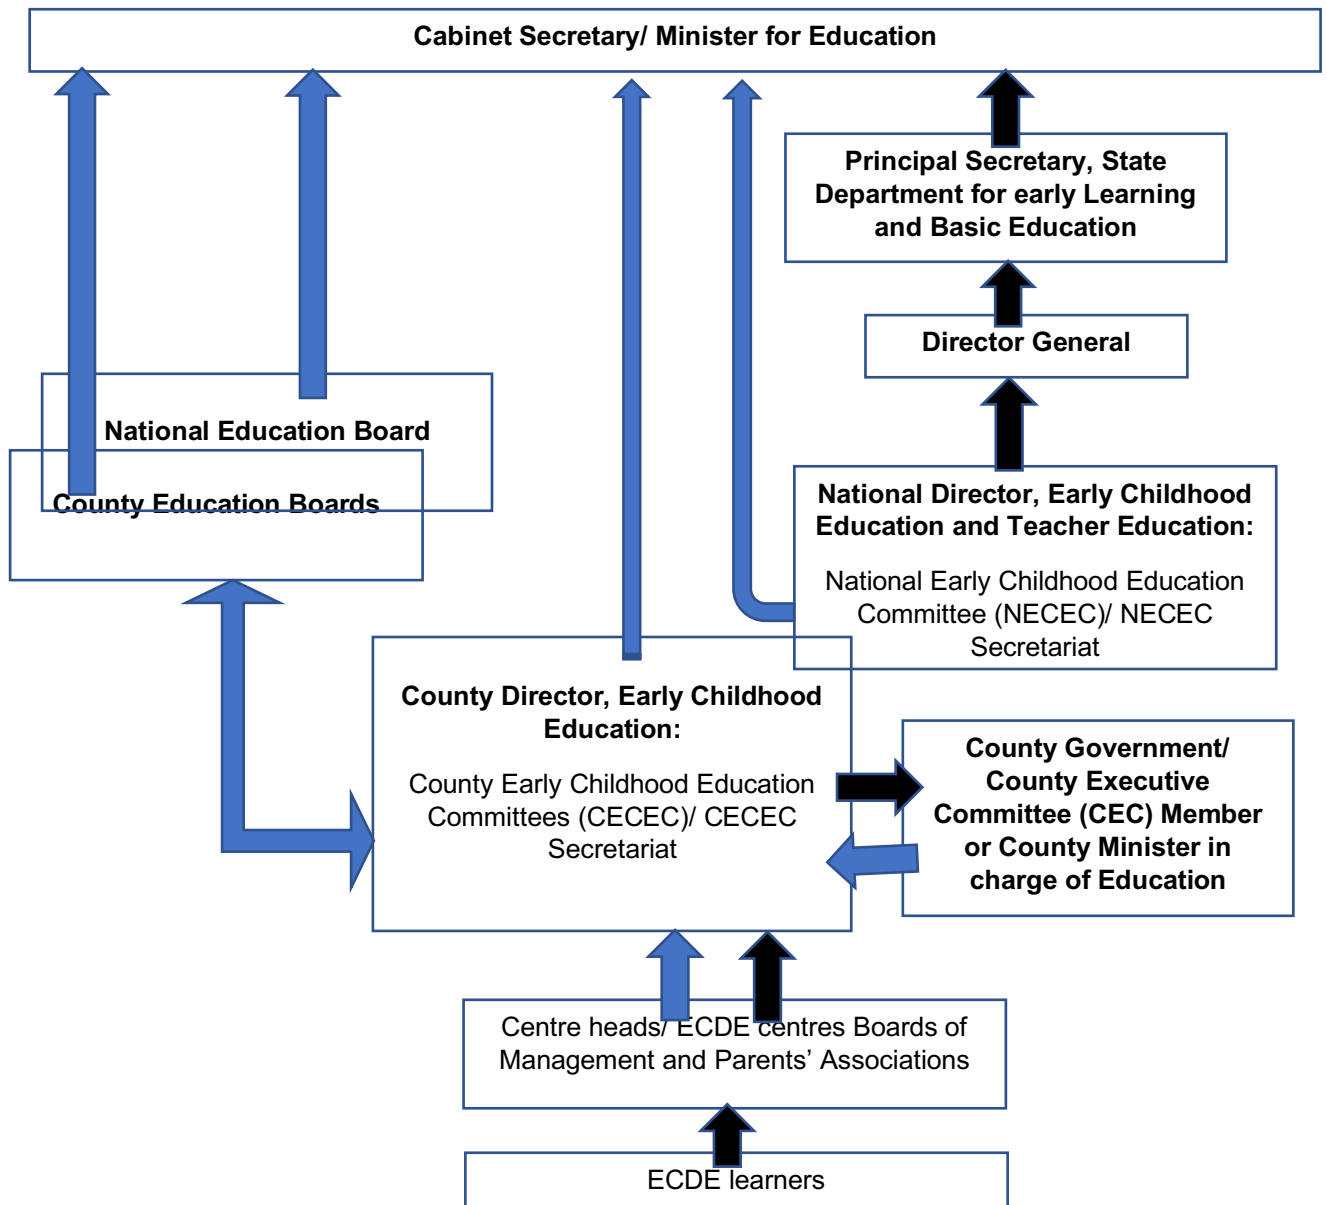 Cabinet Secretary/ Minister for Education
Principal Secretary, State
Department for early Learning
and Basic Education
Director General
National Education Board
County Education Boards
National Director, Early Childhood
Education and Teacher Education:
National Early Childhood Education
Committee (NECEC)/ NECEC
Secretariat
County Director, Early Childhood
Education:
County Early Childhood Education
Committees (CECEC)/ CECEC
Secretariat
County Government/
County Executive
Committee (CEC) Member
or County Minister in
charge of Education
Centre heads/ ECDE centres Boards of
Management and Parents’ Associations
ECDE learners